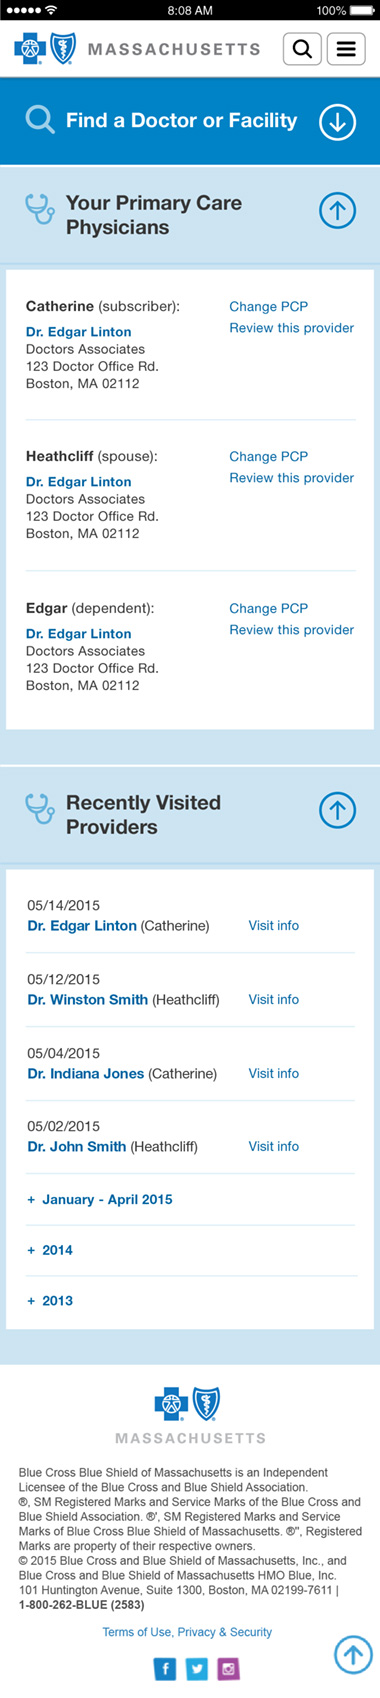 8:08 AM
100%
MASSACHUSETTS
Find a Doctor or Facility
Your Primary Care
Physicians
Catherine (subscriber):
Change PCP
Dr. Edgar Linton
Review this provider
Doctors Associates
123 Doctor Office Rd.
Boston, MA 02112
Heathcliff (spouse):
Change PCP
Dr. Edgar Linton
Review this provider
Doctors Associates
123 Doctor Office Rd.
Boston, MA 02112
Edgar (dependent):
Change PCP
Dr. Edgar Linton
Review this provider
Doctors Associates
123 Doctor Office Rd.
Boston, MA 02112
Recently Visited
Providers
05/14/2015
Dr. Edgar Linton (Catherine) Visit info
05/12/2015
Dr. Winston Smith (Heathcliff) Visit info
05/04/2015
Dr. Indiana Jones (Catherine) Visit info
05/02/2015
Dr. John Smith (Heathcliff) Visit info
+ January - April 2015
+ 2014
+ 2013
MASSACHUSETTS
Blue Cross Blue Shield of Massachusetts is an Independent
Licensee of the Blue Cross and Blue Shield Association.
®, SM Registered Marks and Service Marks of the Blue Cross and
Blue Shield Association. ®', SM Registered Marks and Service
Marks of Blue Cross Blue Shield of Massachusetts. ®", Registered
Marks are property of their respective owners.
© 2015 Blue Cross and Blue Shield of Massachusetts, Inc., and
Blue Cross and Blue Shield of Massachusetts HMO Blue, Inc.
101 Huntington Avenue, Suite 1300, Boston, MA 02199-7611 |
1-800-262-BLUE (2583)
Terms of Use, Privacy & Security